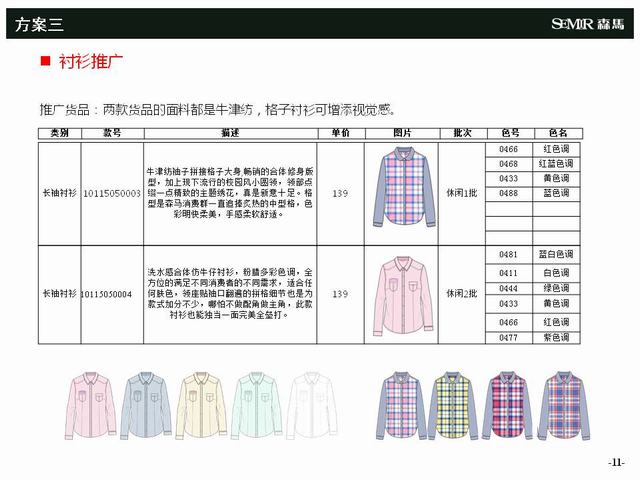 方案三
SEMIR 森馬
衬衫推广
推广货品：两款货品的面料都是牛津纺，格子衬衫可增添视觉感。
类别 款号 描述 单价 图片 批次 色号 色名
长袖衬衫 10115050003
牛津纺袖子拼接格子大身,畅销的合体修身版
型，加上现下流行的校园风小圆领，领部点
缀一点精致的主题绣花，真是新意十足。格
型是森马消费群一直追捧炙热的中型格，色
彩明快柔美，手感柔软舒适。
139 休闲1批
0466 红色调
0468 红蓝色调
0433 黄色调
0488 蓝色调
长袖衬衫 10115050004
洗水感合体仿牛仔衬衫，粉腊多彩色调，全
方位的满足不同消费者的不同需求，适合任
何肤色，领座贴袖口翻边的拼格细节也是为
款式加分不少，哪怕不做配角做主角，此款
衬衫也能独当一面完美全垒打。
139 休闲2批
0481 蓝白色调
0411 白色调
0444 绿色调
0433 黄色调
0466 红色调
0477 紫色调
-11-